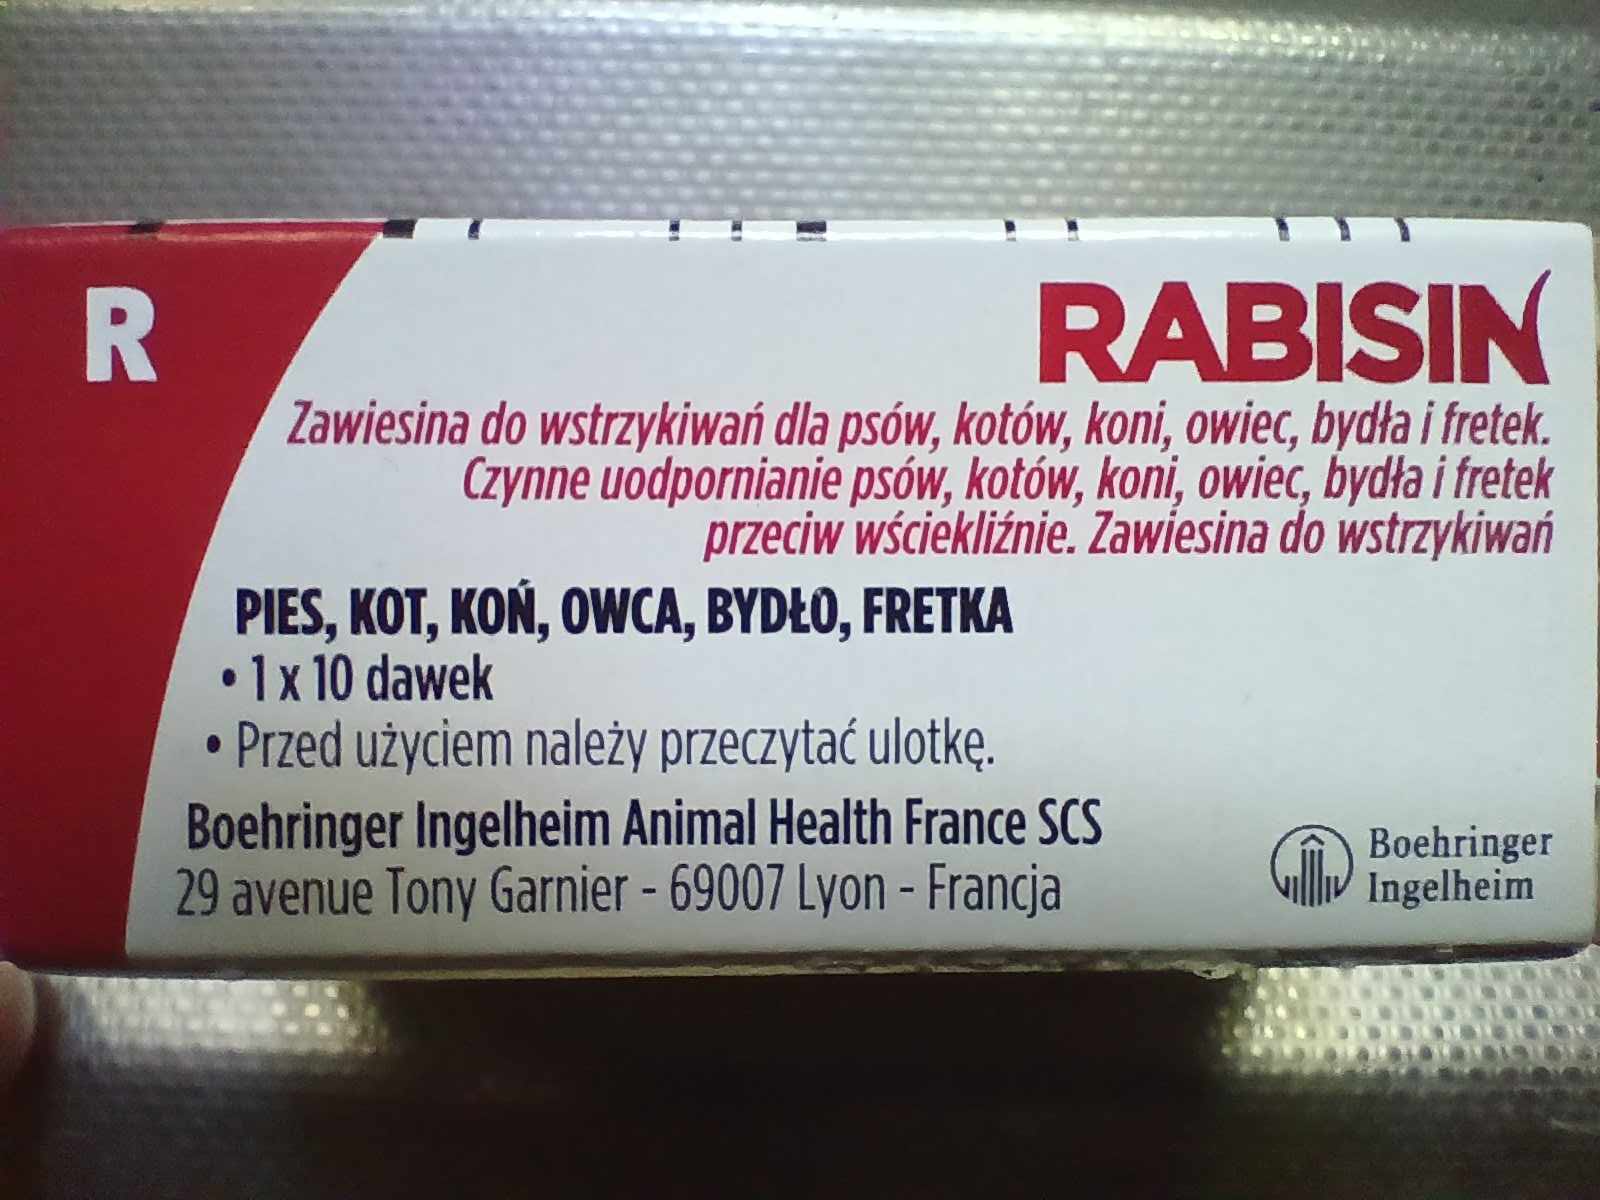 R
RABISIN
Zawiesina do wstrzykiwań dla psów, kotów, koni, owiec, bydła i fretek.
Czynne uodpornianie psów, kotów, koni, owiec, bydła i fretek
przeciw wściekliźnie. Zawiesina do wstrzykiwań
PIES, KOT, KOŃ, OWCA, BYDŁO, FRETKA
• 1 x 10 dawek
• Przed użyciem należy przeczytać ulotkę.
Boehringer Ingelheim Animal Health France SCS
29 avenue Tony Garnier - 69007 Lyon - Francja
Boehringer
Ingelheim